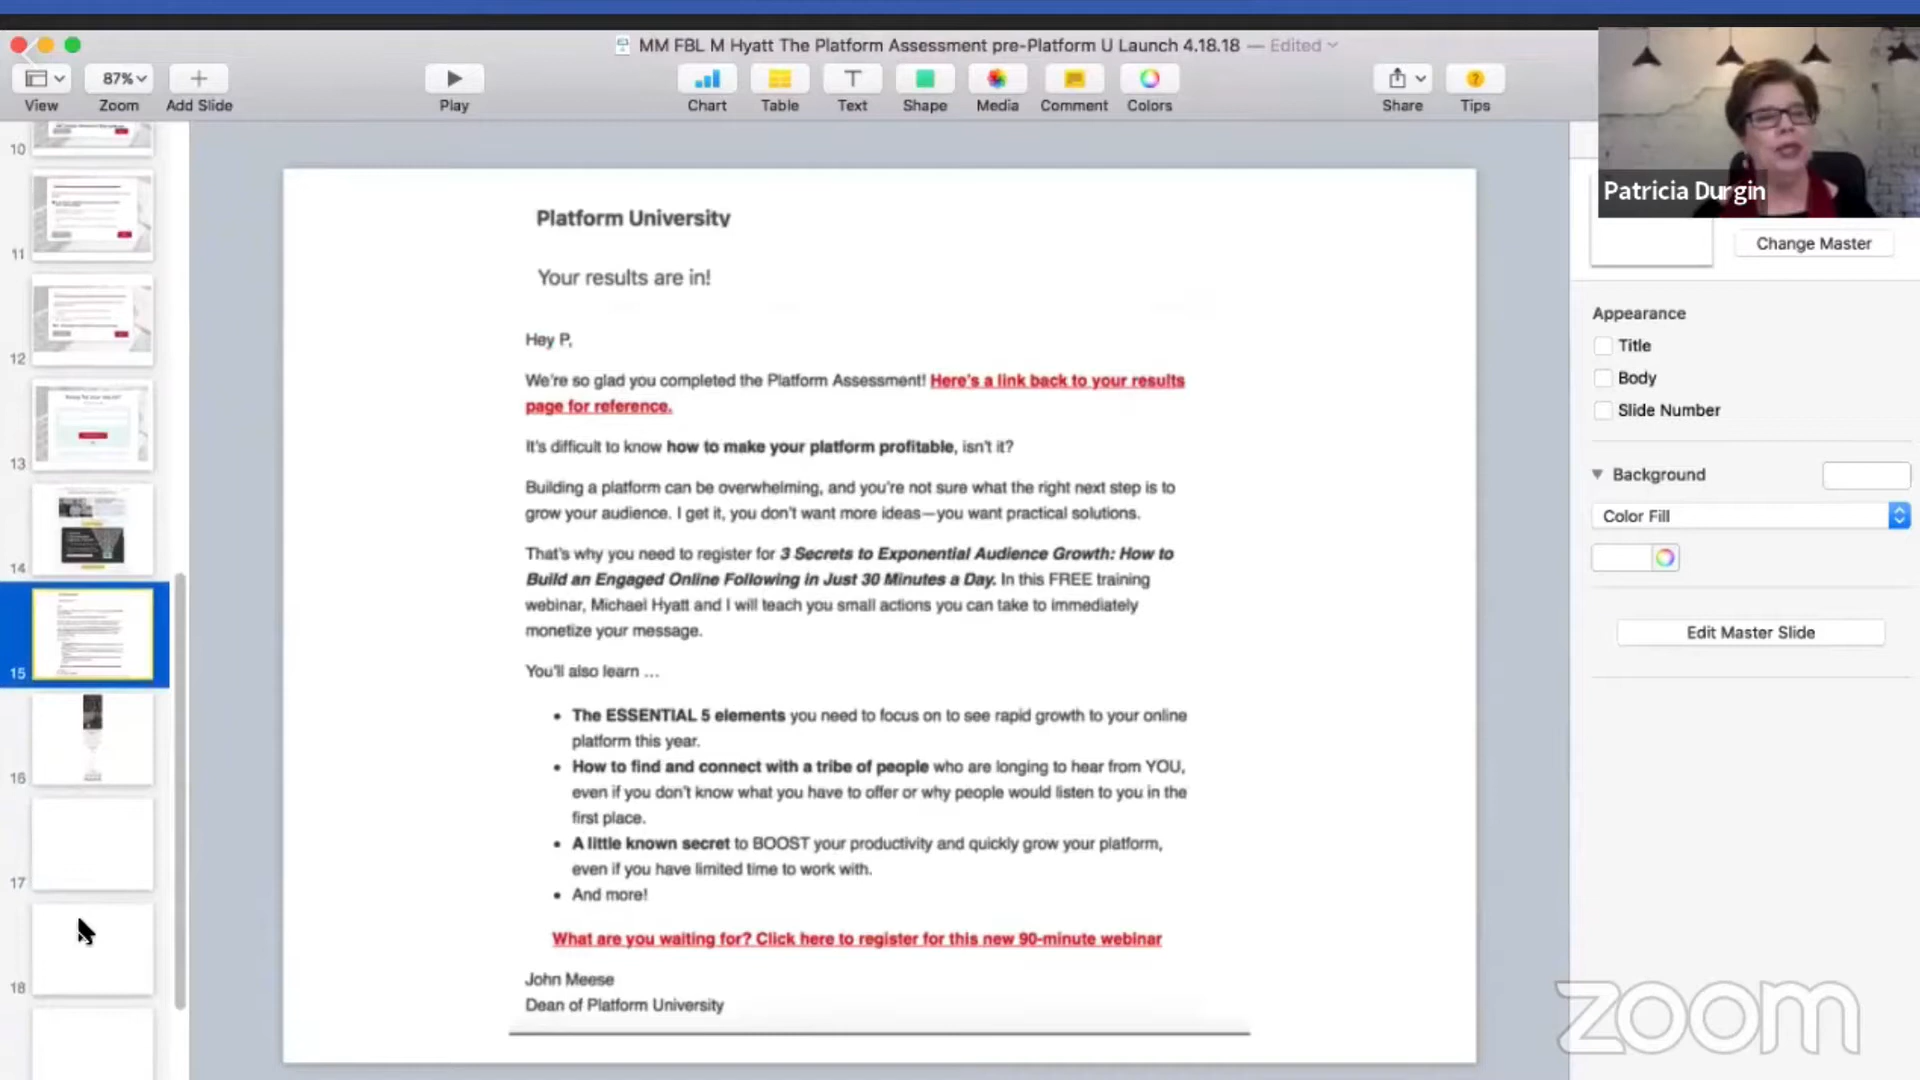 MM FBL M Hyatt The Platform Assessment pre-Platform U Launch 4.18.18 — Edited
87%
View
Zoom
Add Slide
Play
Chart
Table
Text
Shape
Media
Comment
Colors
Share
Tips
Patricia Durgin
10
11
12
13
14
15
16
17
18
Platform University
Your results are in!
Hey P,
We're so glad you completed the Platform Assessment! Here's a link back to your results
page for reference.
It's difficult to know how to make your platform profitable, isn't it?
Building a platform can be overwhelming, and you're not sure what the right next step is to
grow your audience. I get it, you don't want more ideas—you want practical solutions.
That's why you need to register for 3 Secrets to Exponential Audience Growth: How to
Build an Engaged Online Following in Just 30 Minutes a Day. In this FREE training
webinar, Michael Hyatt and I will teach you small actions you can take to immediately
monetize your message.
You'll also learn …
• The ESSENTIAL 5 elements you need to focus on to see rapid growth to your online
platform this year.
• How to find and connect with a tribe of people who are longing to hear from YOU,
even if you don't know what you have to offer or why people would listen to you in the
first place.
• A little known secret to BOOST your productivity and quickly grow your platform,
even if you have limited time to work with.
• And more!
What are you waiting for? Click here to register for this new 90-minute webinar
John Meese
Dean of Platform University
Change Master
Appearance
Title
Body
Slide Number
Background
Color Fill
Edit Master Slide
zoom